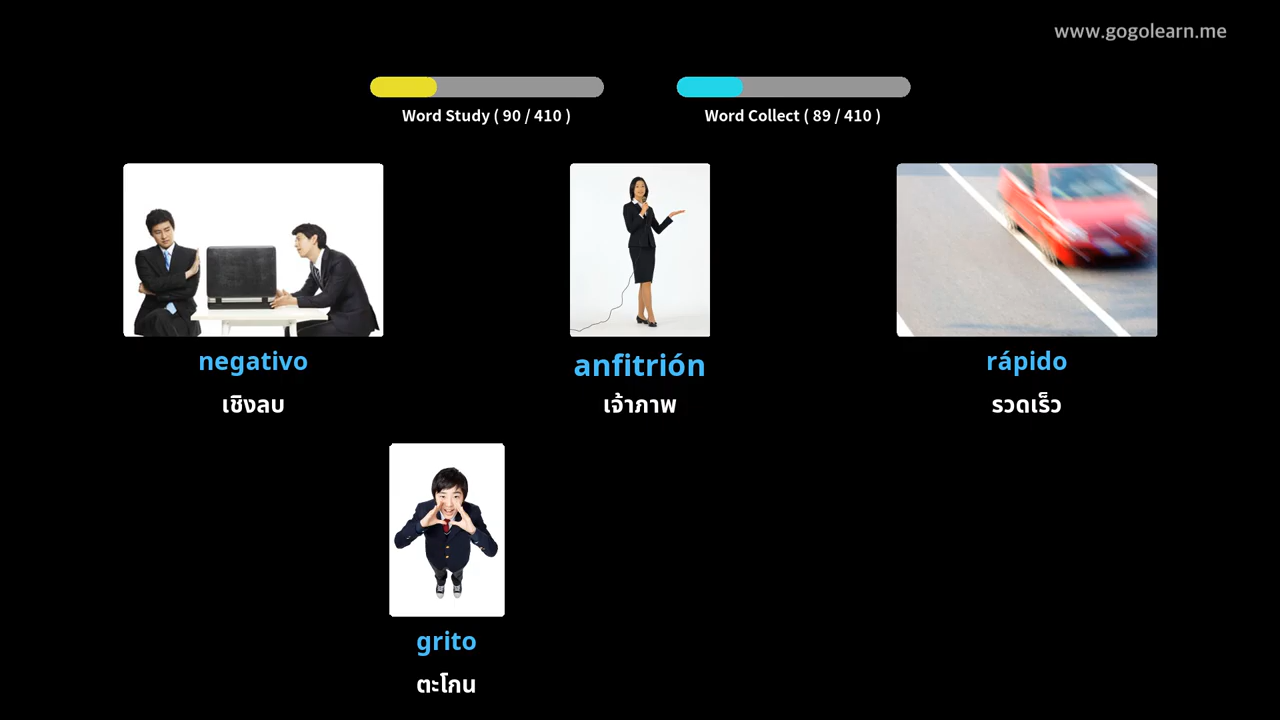 www.gogolearn.me
Word Study ( 90 / 410 )
Word Collect ( 89 / 410 )
negativo
anfitrión
rápido
เชิงลบ
เจ้าภาพ
รวดเร็ว
grito
ตะโกน